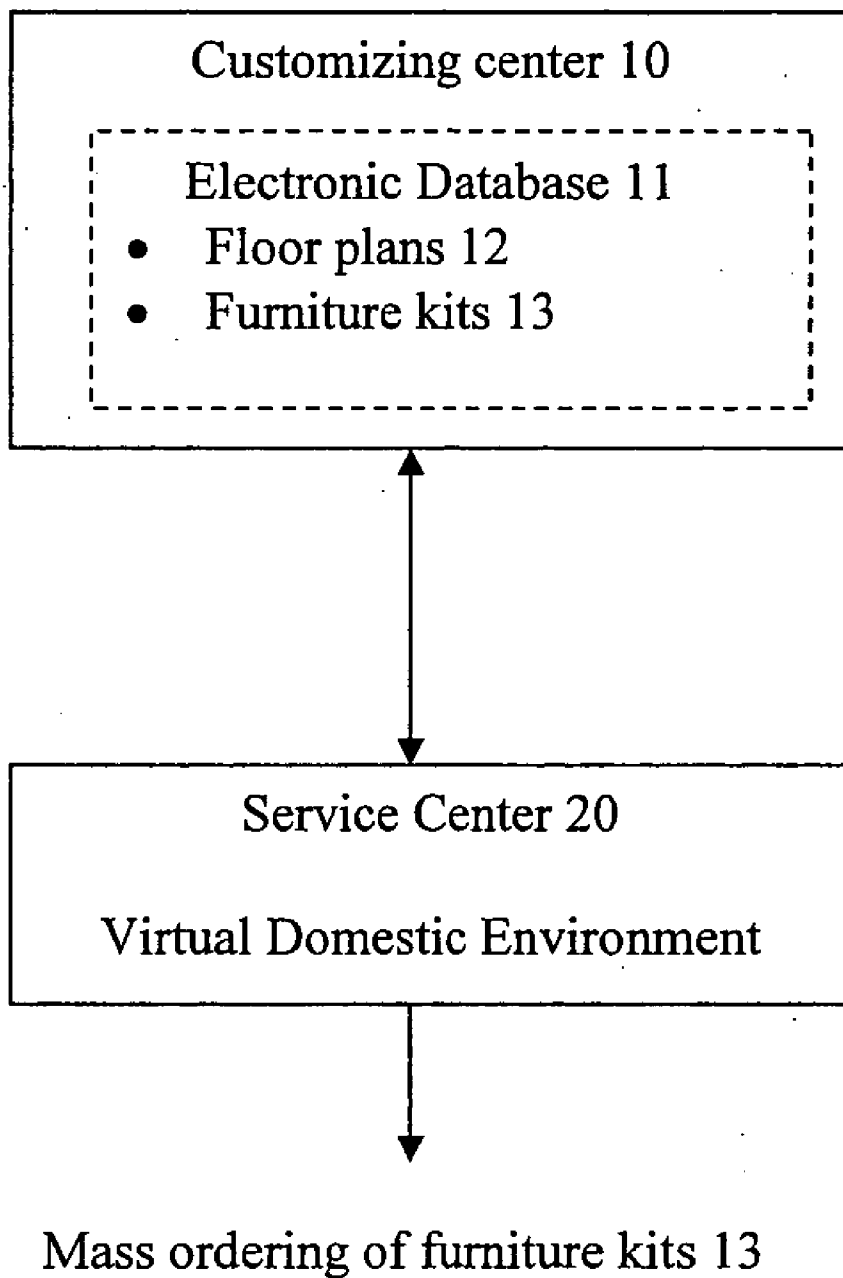 Customizing center 10
Electronic Database 11
• Floor plans 12
• Furniture kits 13
Service Center 20
Virtual Domestic Environment
Mass ordering of furniture kits 13